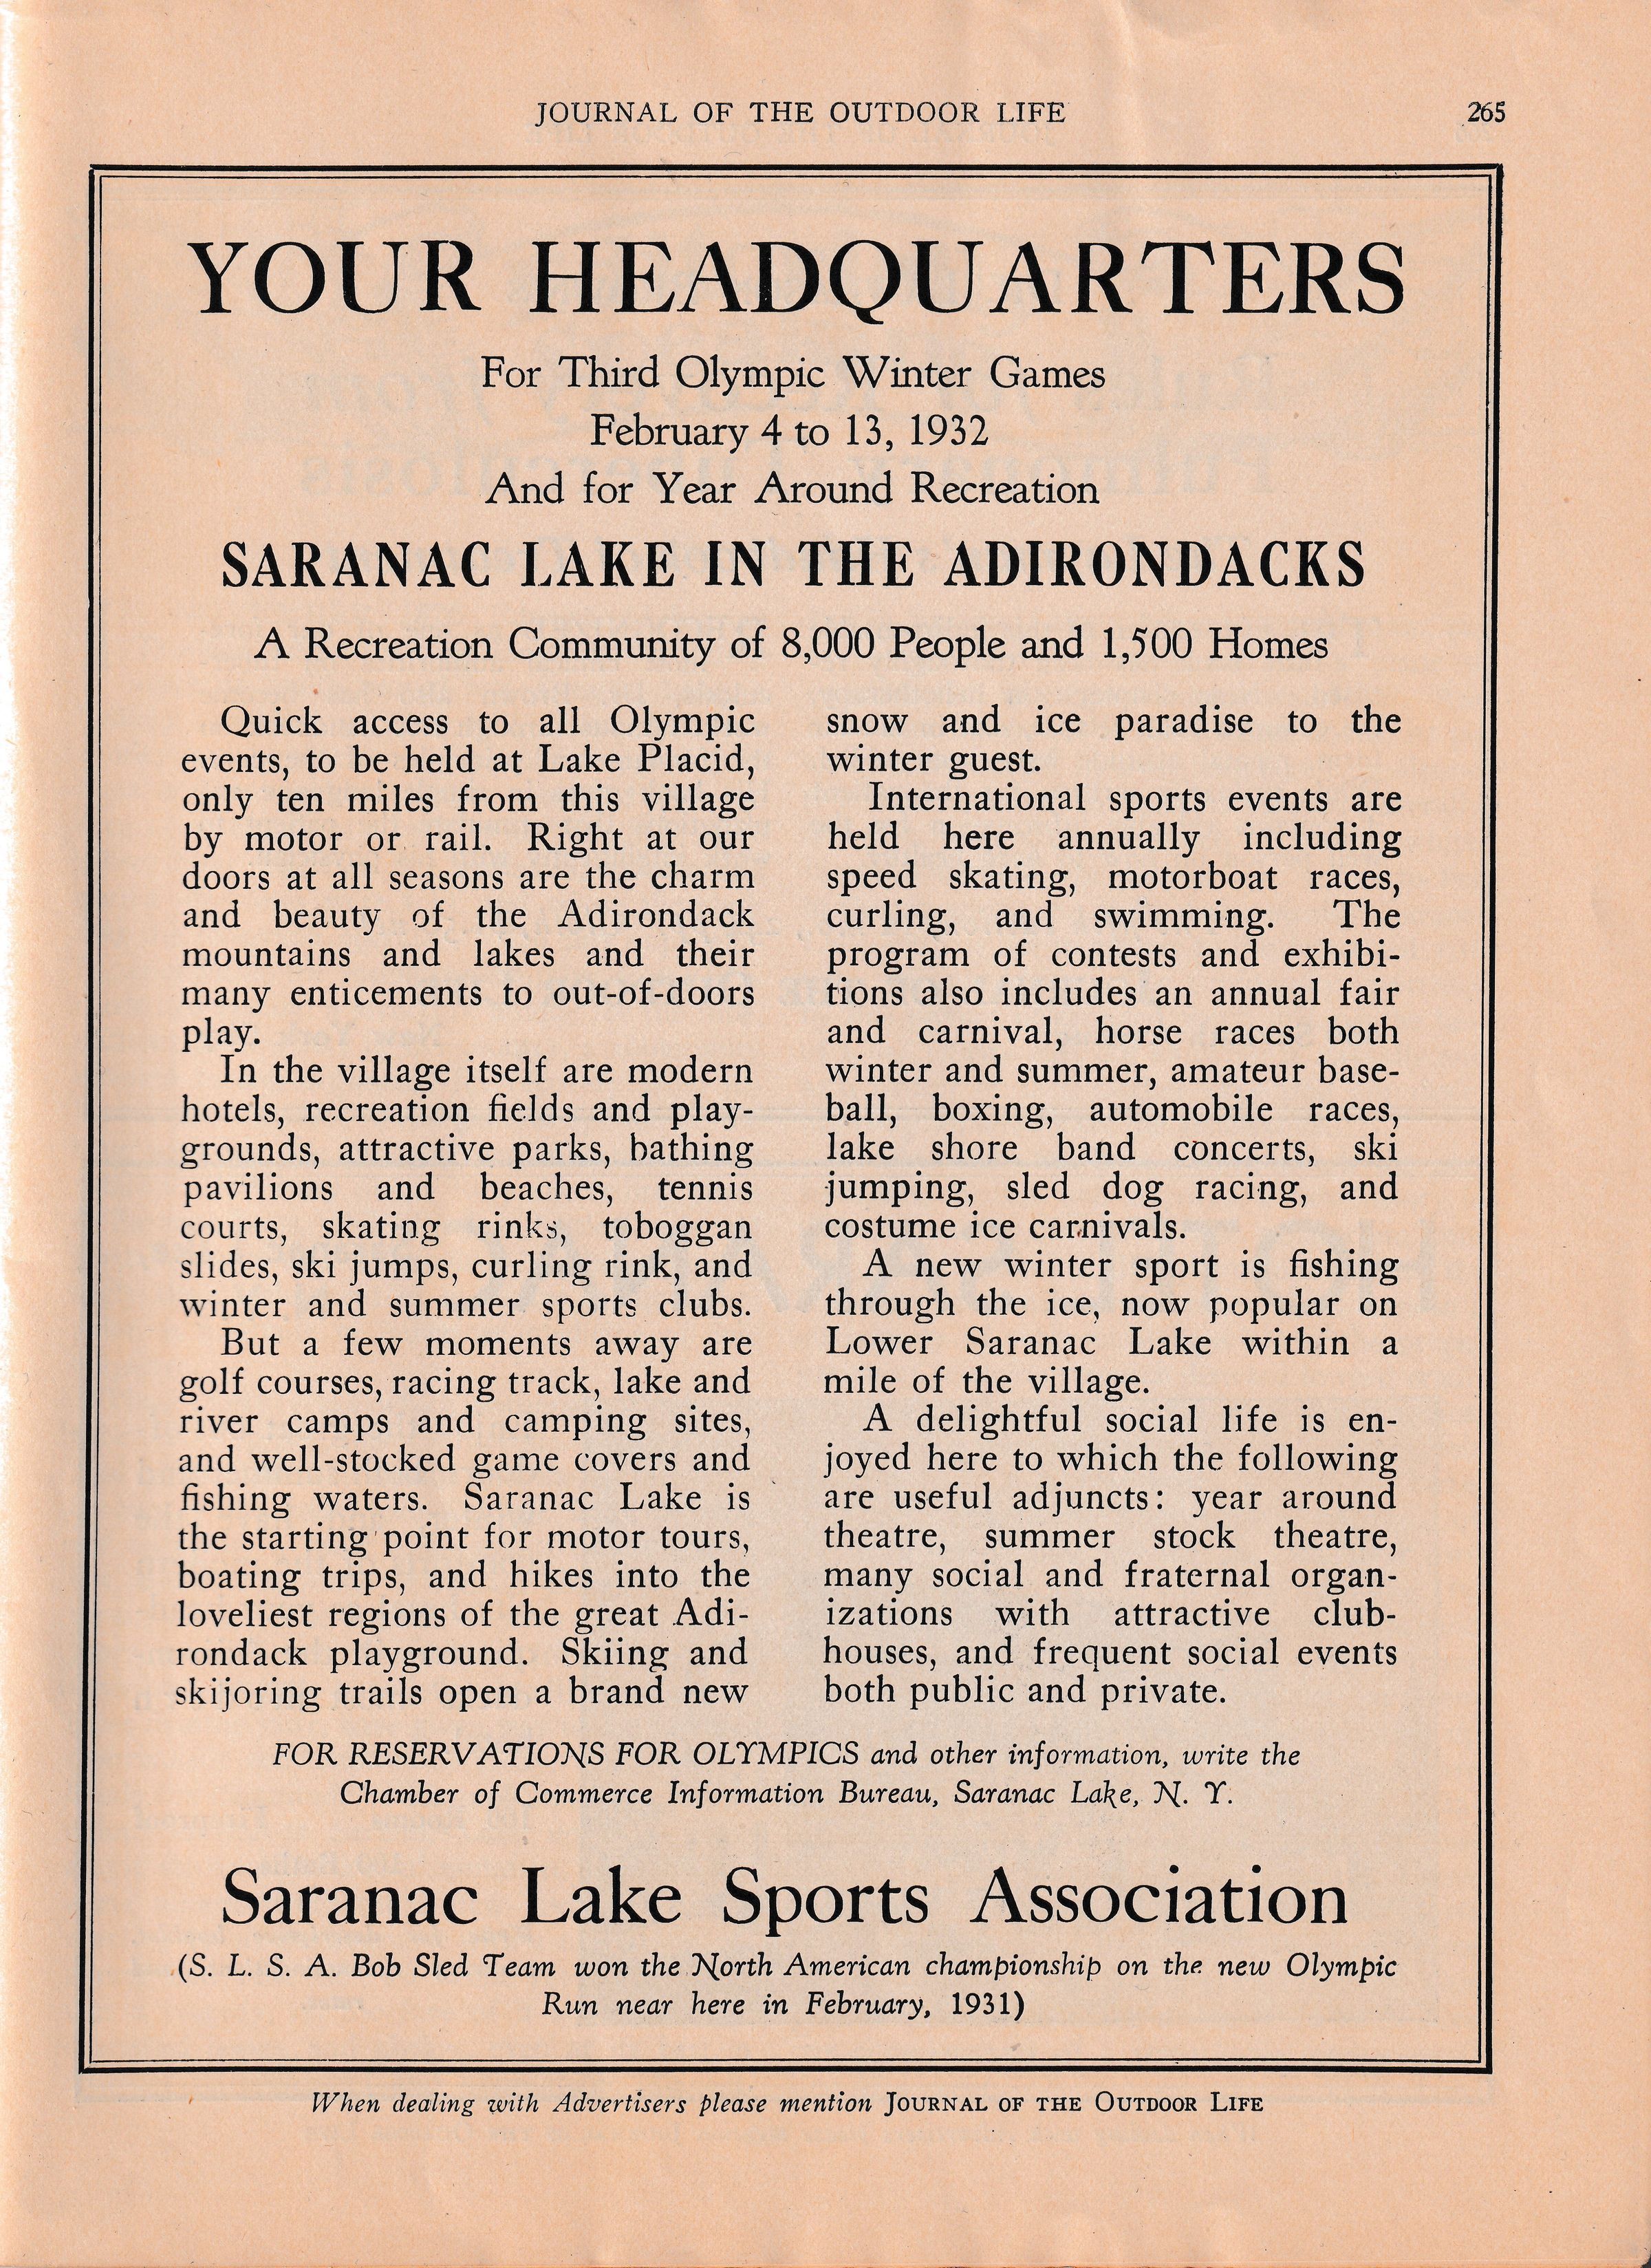 JOURNAL OF THE OUTDOOR LIFE
265
YOUR HEADQUARTERS
For Third Olympic Winter Games
February 4 to 13, 1932
And for Year Around Recreation
SARANAC LAKE IN THE ADIRONDACKS
A Recreation Community of 8,000 People and 1,500 Homes
Quick access to all Olympic
events, to be held at Lake Placid,
only ten miles from this village
by motor or rail. Right at our
doors at all seasons are the charm
and beauty of the Adirondack
mountains and lakes and their
many enticements to out-of-doors
play.
In the village itself are modern
hotels, recreation fields and play-
grounds, attractive parks, bathing
pavilions and beaches, tennis
courts, skating rinks, toboggan
slides, ski jumps, curling rink, and
winter and summer sports clubs.
But a few moments away are
golf courses, racing track, lake and
river camps and camping sites,
and well-stocked game covers and
fishing waters. Saranac Lake is
the starting point for motor tours,
boating trips, and hikes into the
loveliest regions of the great Adi-
rondack playground. Skiing and
skijoring trails open a brand new
snow and ice paradise to the
winter guest.
International sports events are
held here annually including
speed skating, motorboat races,
curling, and swimming. The
program of contests and exhibi-
tions also includes an annual fair
and carnival, horse races both
winter and summer, amateur base-
ball, boxing, automobile races,
lake shore band concerts, ski
jumping, sled dog racing, and
costume ice carnivals.
A new winter sport is fishing
through the ice, now popular on
Lower Saranac Lake within a
mile of the village.
A delightful social life is en-
joyed here to which the following
are useful adjuncts: year around
theatre, summer stock theatre,
many social and fraternal organ-
izations with attractive club-
houses, and frequent social events
both public and private.
FOR RESERVATIONS FOR OLYMPICS and other information, write the
Chamber of Commerce Information Bureau, Saranac Lake, N. Y.
Saranac Lake Sports Association
(S. L. S. A. Bob Sled Team won the North American championship on the new Olympic
Run near here in February, 1931)
When dealing with Advertisers please mention JOURNAL OF THE OUTDOOR LIFE